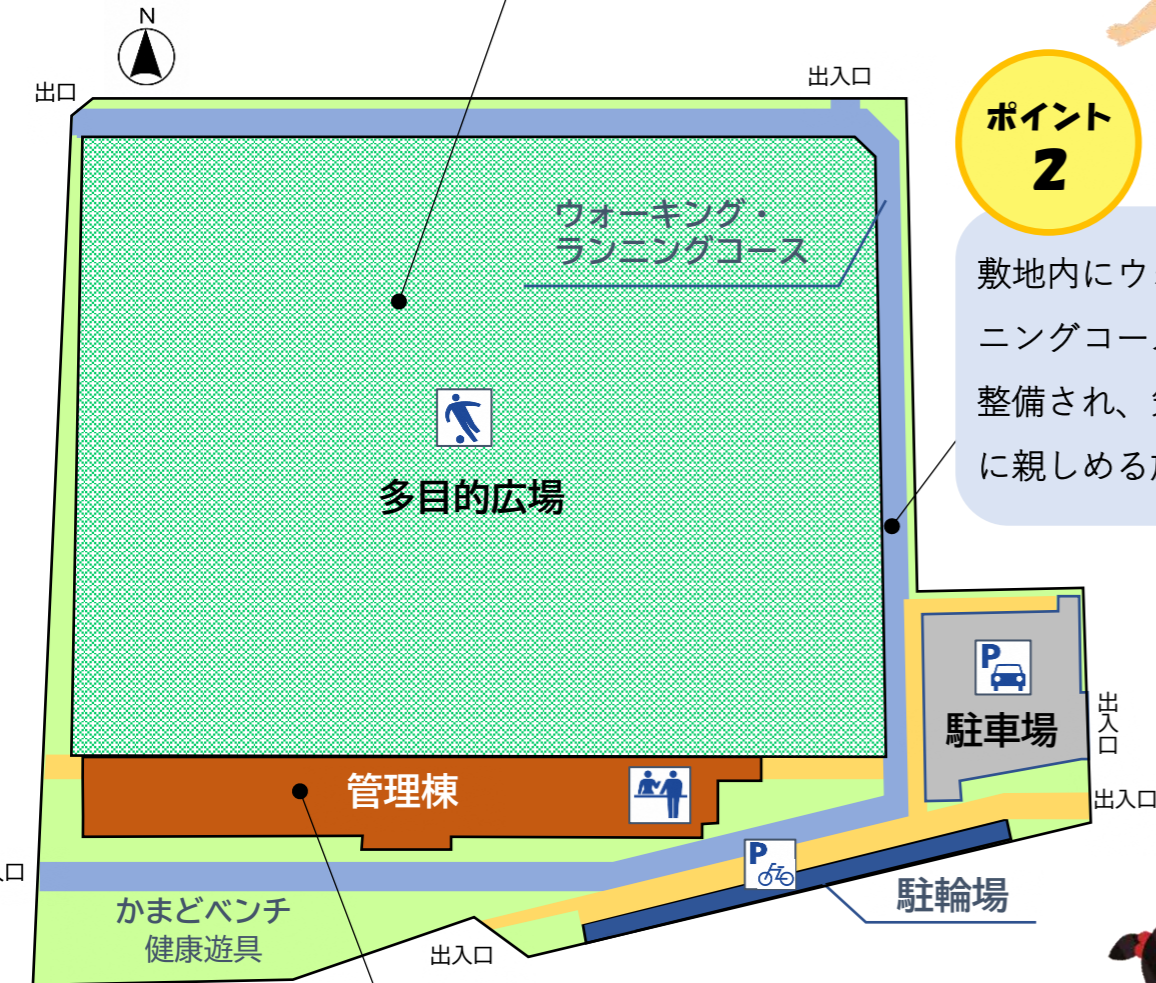 N
出口
出入口
ポイント
2
ウォーキング・
ランニングコース
敷地内にウ
ニングコー
整備され、
に親しめる
多目的広場
P
駐車場
出入口
管理棟
出入口
入口
P
駐輪場
かまどベンチ
健康遊具
出入口